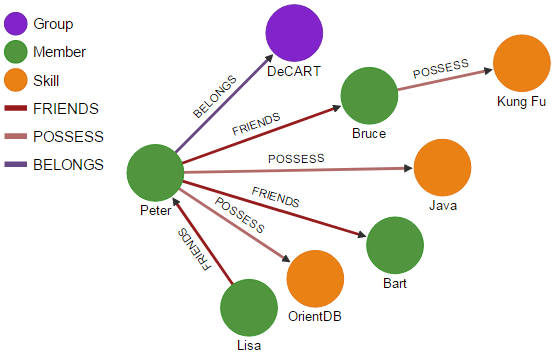 Group
Member
Skill
FRIENDS
POSSESS
BELONGS
DeCART
BELONGS
POSSESS
Kung Fu
FRIENDS
Bruce
POSSESS
Java
Peter
FRIENDS
POSSESS
Bart
FRIENDS
OrientDB
Lisa